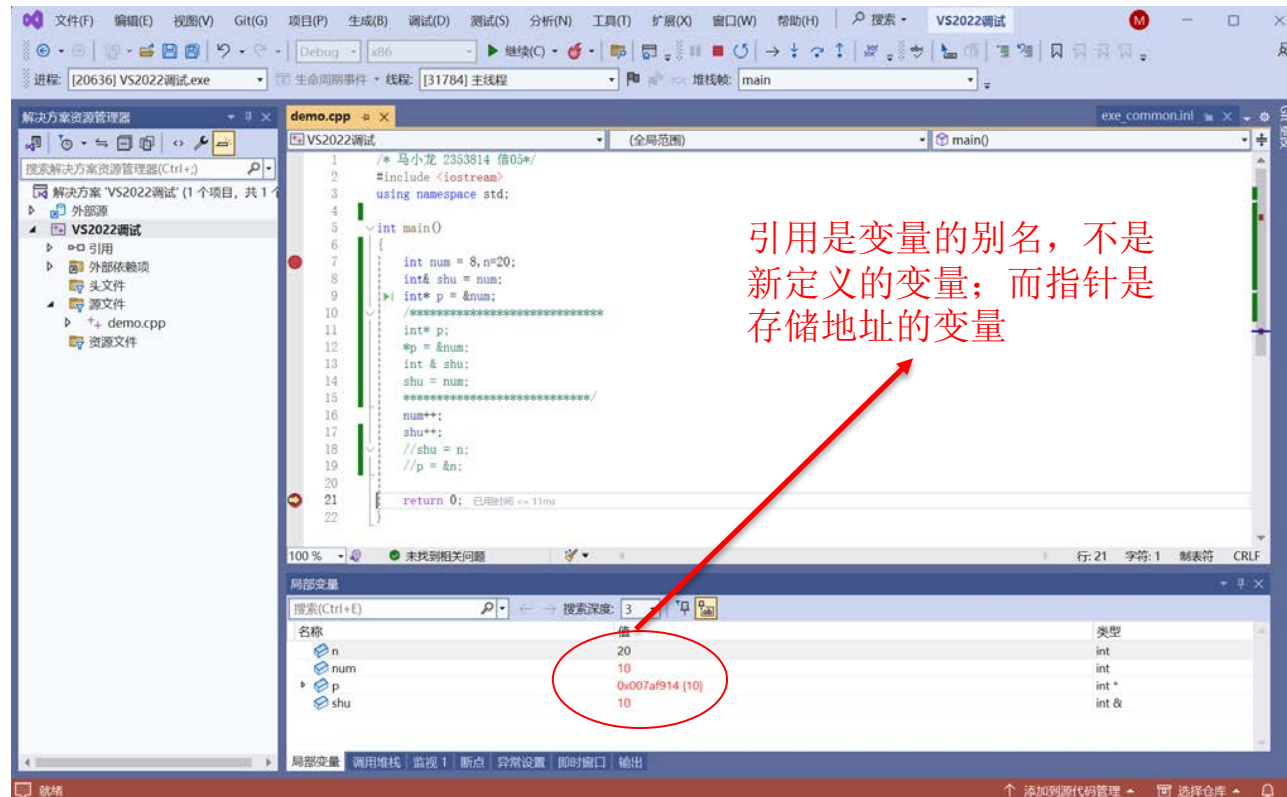 文件(F) 编辑(E) 视图(V) Git(G) 项目(P) 生成(B) 调试(D) 测试(S) 分析(N) 工具(T) 扩展(X) 窗口(W) 帮助(H) 搜索 VS2022调试 M
Debug x86 继续(C)
进程: [20636] VS2022调试.exe 生命周期事件 线程: [31784] 主线程 堆栈帧: main
解决方案资源管理器
搜索解决方案资源管理器(Ctrl+;)
解决方案 'VS2022调试' (1 个项目, 共 1 个
外部源
VS2022调试
引用
外部依赖项
头文件
源文件
demo.cpp
资源文件
demo.cpp exe_common.inl
VS2022调试 (全局范围) main()
1 /* 马小龙 2353814 信05*/
2 #include <iostream>
3 using namespace std;
4
5 int main()
6 {
7 int num = 8,n=20;
8 int& shu = num;
9 int* p = &num;
10 /*****************************
11 int* p;
12 *p = &num;
13 int & shu;
14 shu = num;
15 *****************************/
16 num++;
17 shu++;
18 //shu = n;
19 //p = &n;
20
21 return 0; 已用时间 <= 11ms
22 }
引用是变量的别名，不是
新定义的变量；而指针是
存储地址的变量
100 % 未找到相关问题 行: 21 字符: 1 制表符 CRLF
局部变量
搜索(Ctrl+E) 搜索深度: 3
名称 值 类型
n 20 int
num 10 int
p 0x007af914 {10} int *
shu 10 int &
局部变量 调用堆栈 监视 1 断点 异常设置 即时窗口 输出
就绪 添加到源代码管理 选择仓库